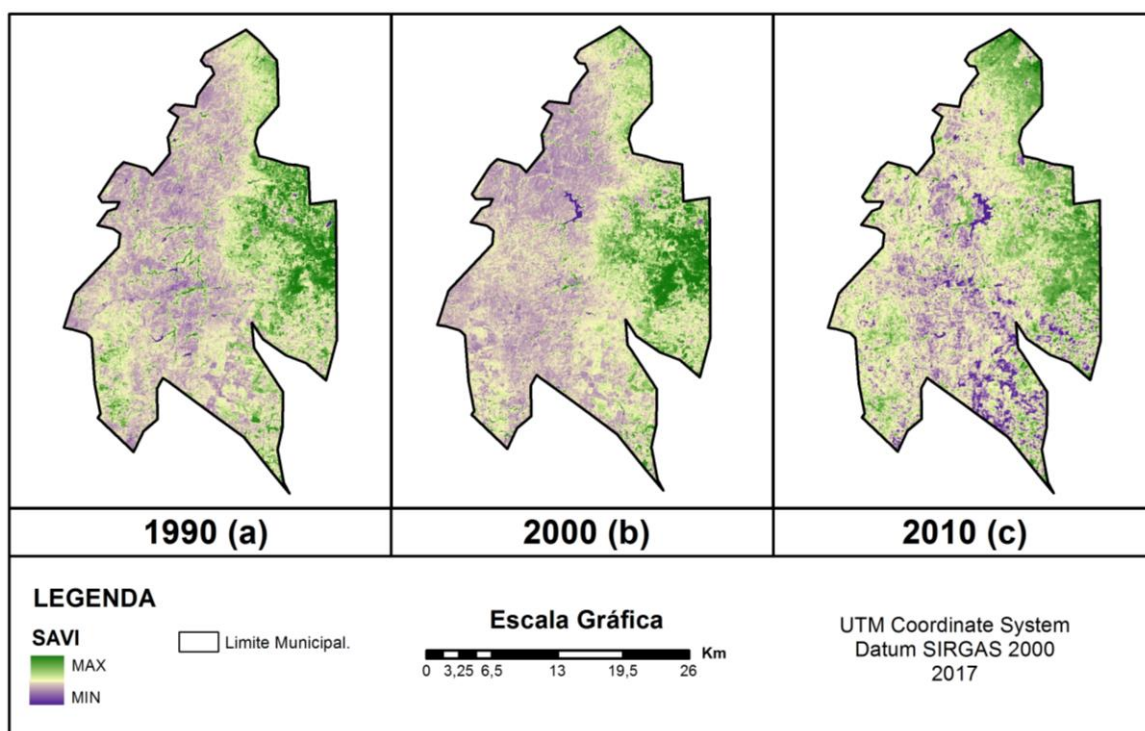 1990 (a)
2000 (b)
2010 (c)
LEGENDA
SAVI
MAX
MIN
Limite Municipal.
Escala Gráfica
Km
0 3,25 6,5 13 19,5 26
UTM Coordinate System
Datum SIRGAS 2000
2017